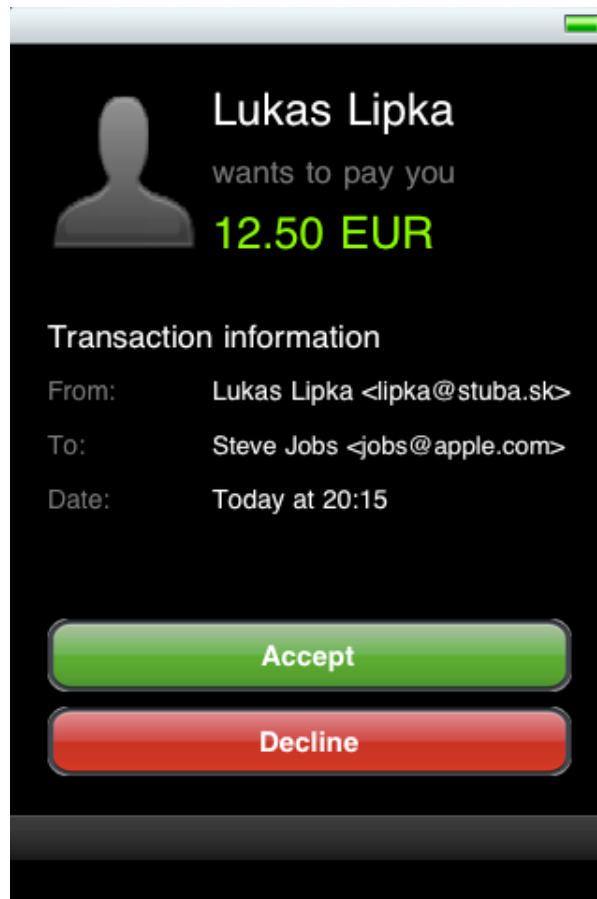 Lukas Lipka
wants to pay you
12.50 EUR
Transaction information
From: Lukas Lipka <lipka@stuba.sk>
To: Steve Jobs <jobs@apple.com>
Date: Today at 20:15
Accept
Decline